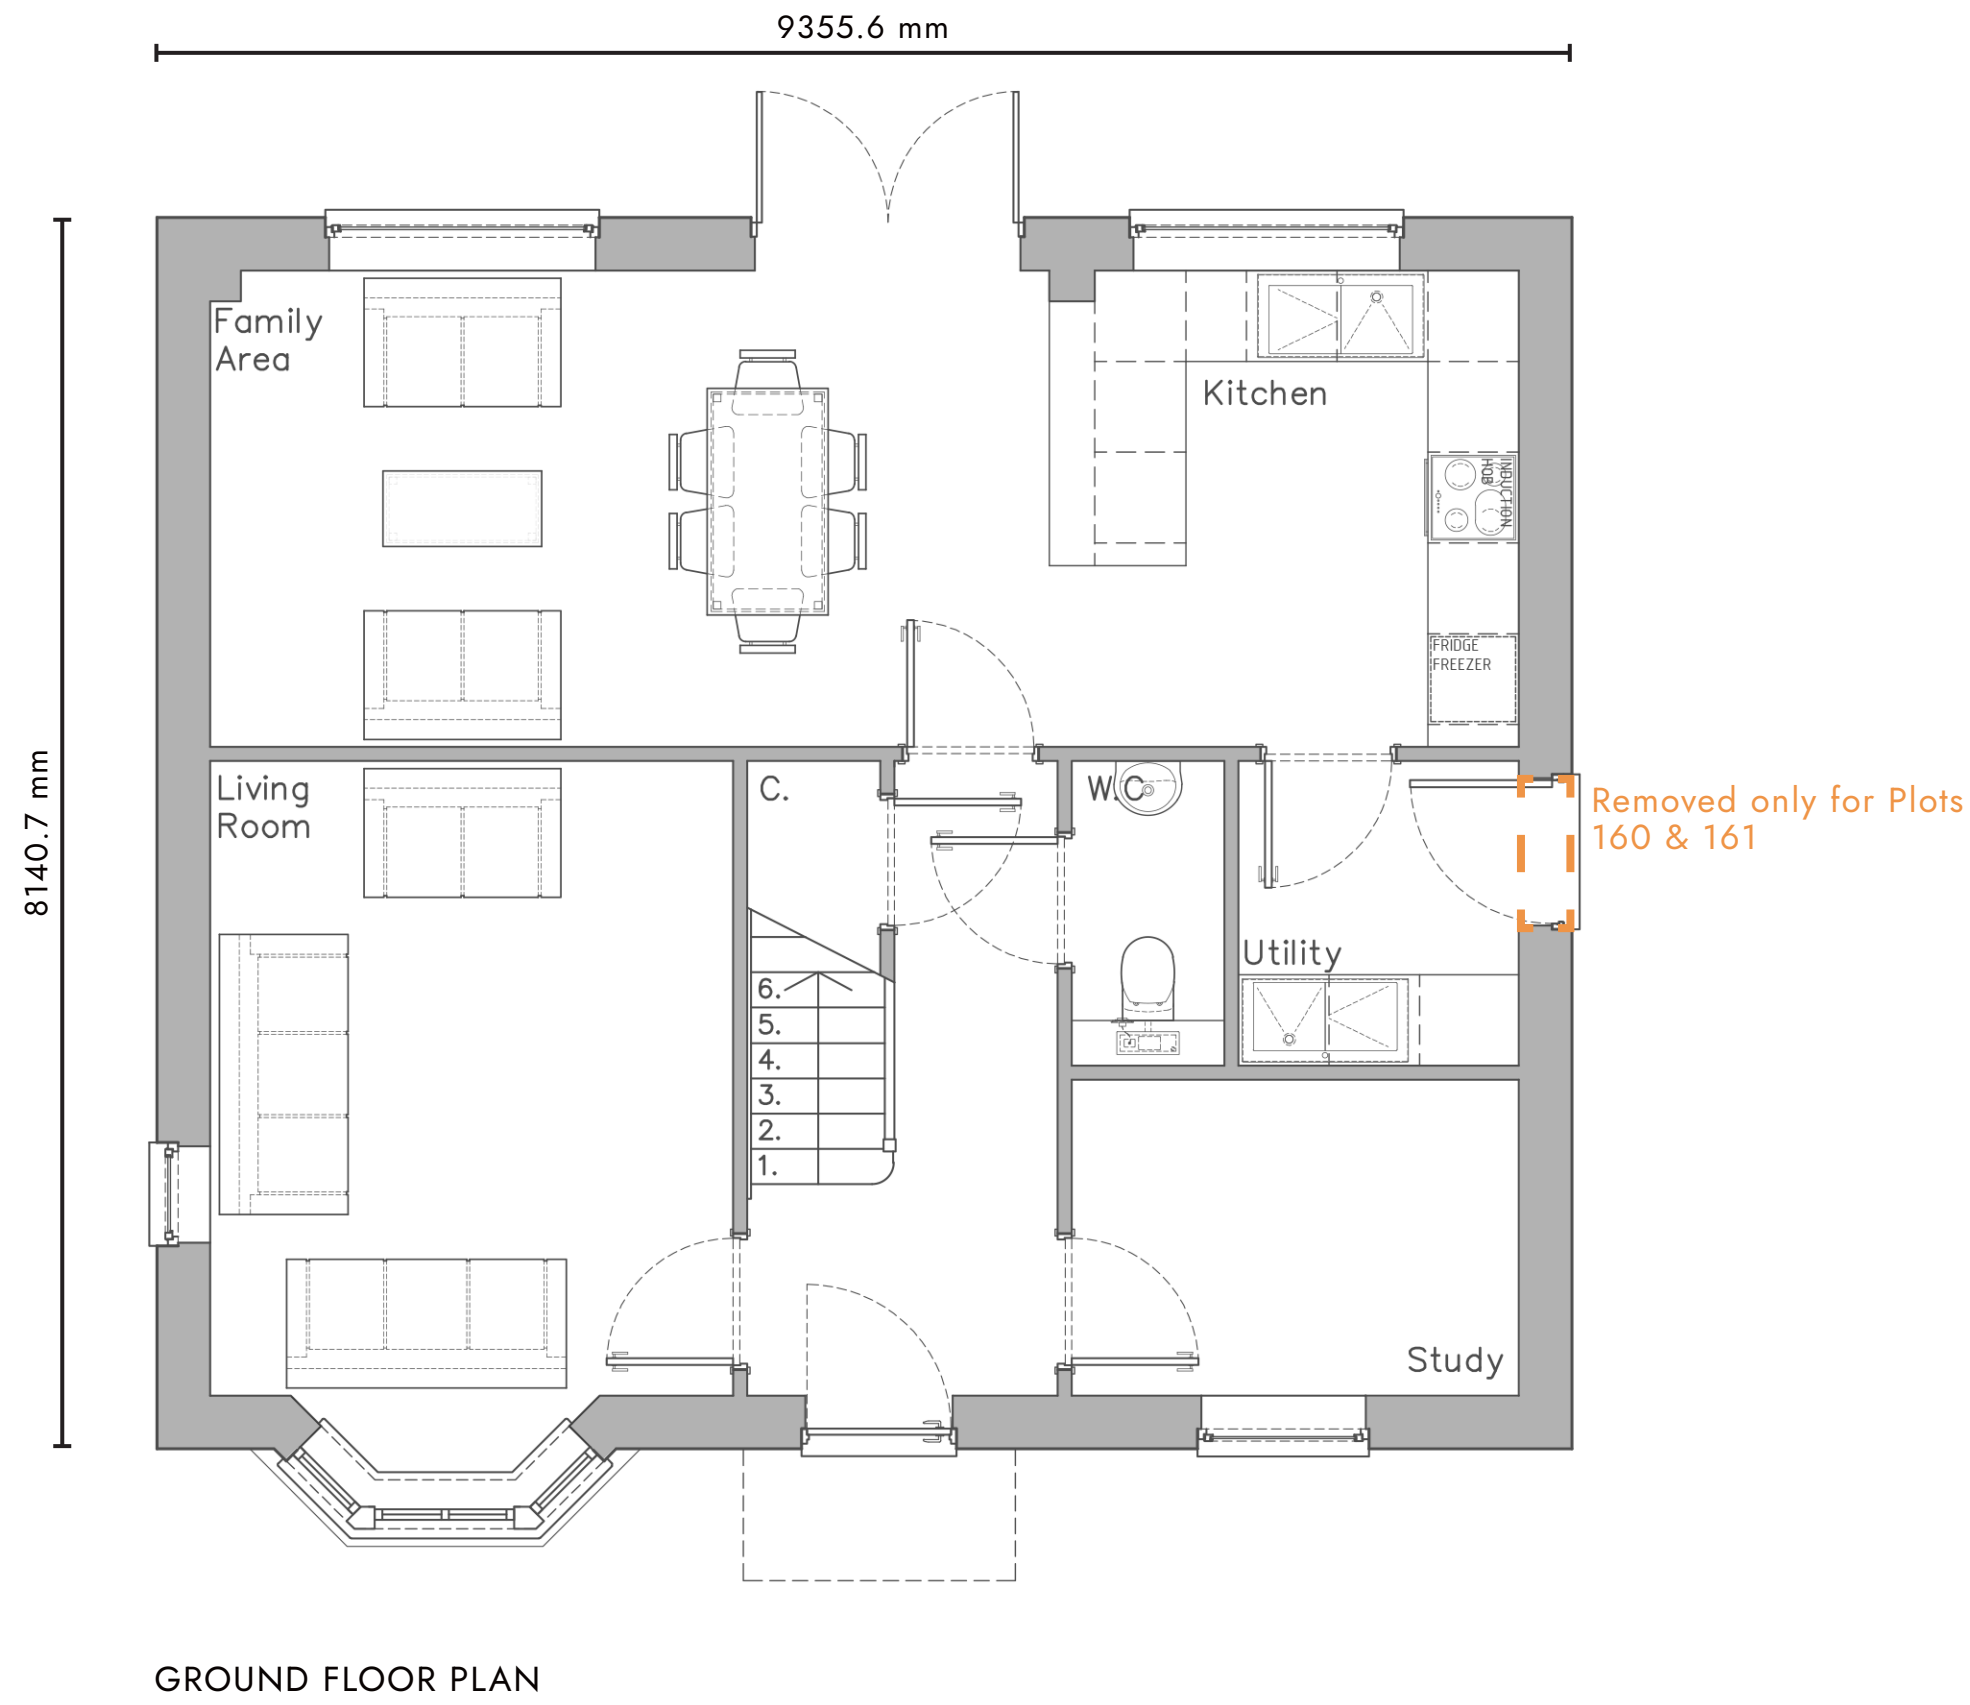 9355.6 mm
8140.7 mm
Family
Area
Kitchen
INDUCTION
HOB
FRIDGE
FREEZER
Living
Room
C.
W.C
Removed only for Plots
160 & 161
Utility
6.
5.
4.
3.
2.
1.
Study
GROUND FLOOR PLAN